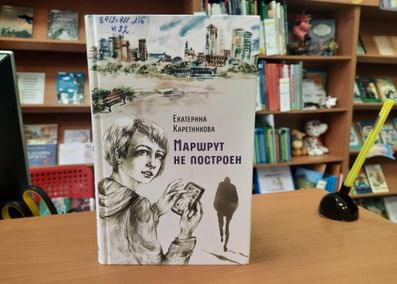 Екатерина
Каретникова
Маршрут
не построен